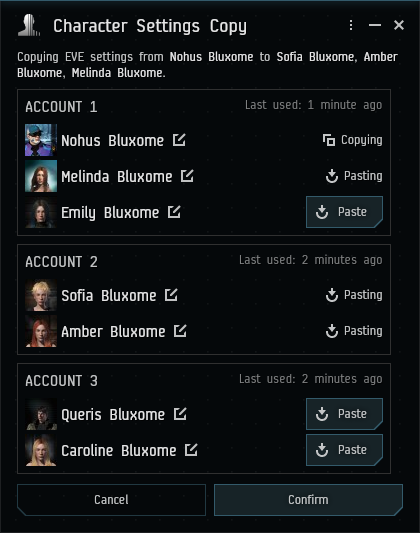 Character Settings Copy
Copying EVE settings from Nohus Bluxome to Sofia Bluxome, Amber
Bluxome, Melinda Bluxome.
ACCOUNT 1
Last used: 1 minute ago
Nohus Bluxome
Copying
Melinda Bluxome
Pasting
Emily Bluxome
Paste
ACCOUNT 2
Last used: 2 minutes ago
Sofia Bluxome
Pasting
Amber Bluxome
Pasting
ACCOUNT 3
Last used: 2 minutes ago
Queris Bluxome
Paste
Caroline Bluxome
Paste
Cancel
Confirm